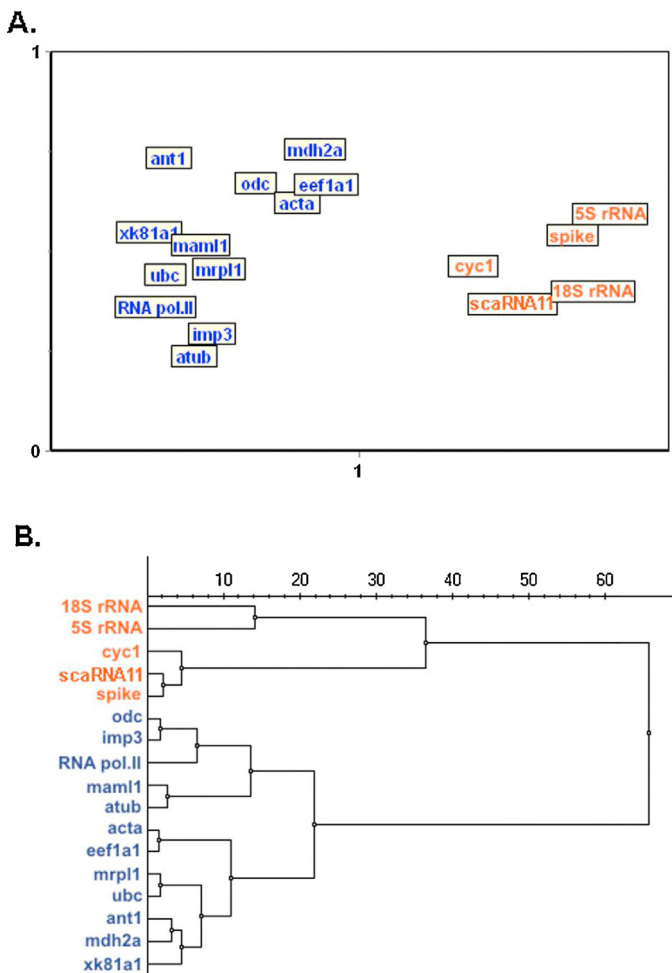 A.
1
mdh2a
ant1
odc
eef1a1
acta
5S rRNA
xk81a1
spike
maml1
cyc1
mrpl1
ubc
18S rRNA
scaRNA11
RNA pol.II
imp3
atub
0
1
B.
10 20 30 40 50 60
18S rRNA
5S rRNA
cyc1
scaRNA11
spike
odc
imp3
RNA pol.II
maml1
atub
acta
eef1a1
mrpl1
ubc
ant1
mdh2a
xk81a1